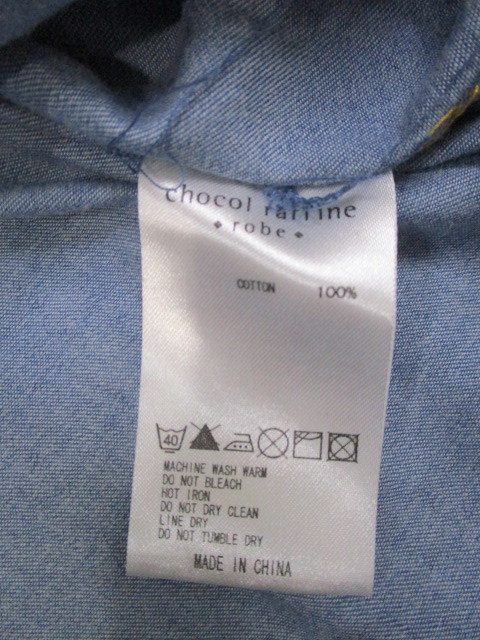 chocol raffine
robe
COTTON 100%
40
MACHINE WASH WARM
DO NOT BLEACH
HOT IRON
DO NOT DRY CLEAN
LINE DRY
DO NOT TUMBLE DRY
MADE IN CHINA